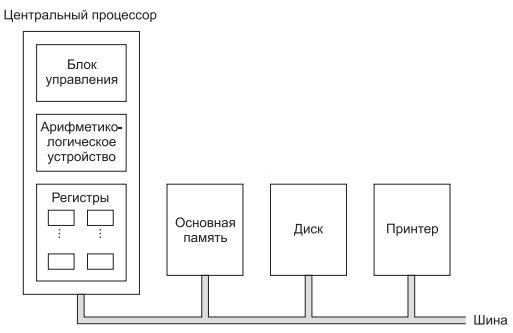 Центральный процессор
Блок
управления
Арифметико-
логическое
устройство
Регистры
Основная
память
Диск
Принтер
Шина